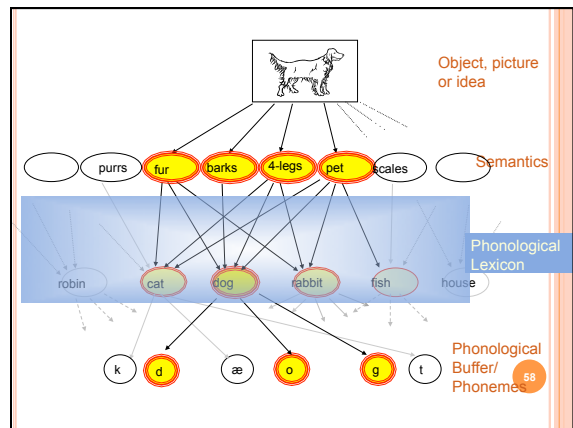 Object, picture
or idea
purrs fur barks 4-legs pet scales Semantics
Phonological
Lexicon
robin cat dog rabbit fish house
k d æ o g t
Phonological
Buffer/
Phonemes
58